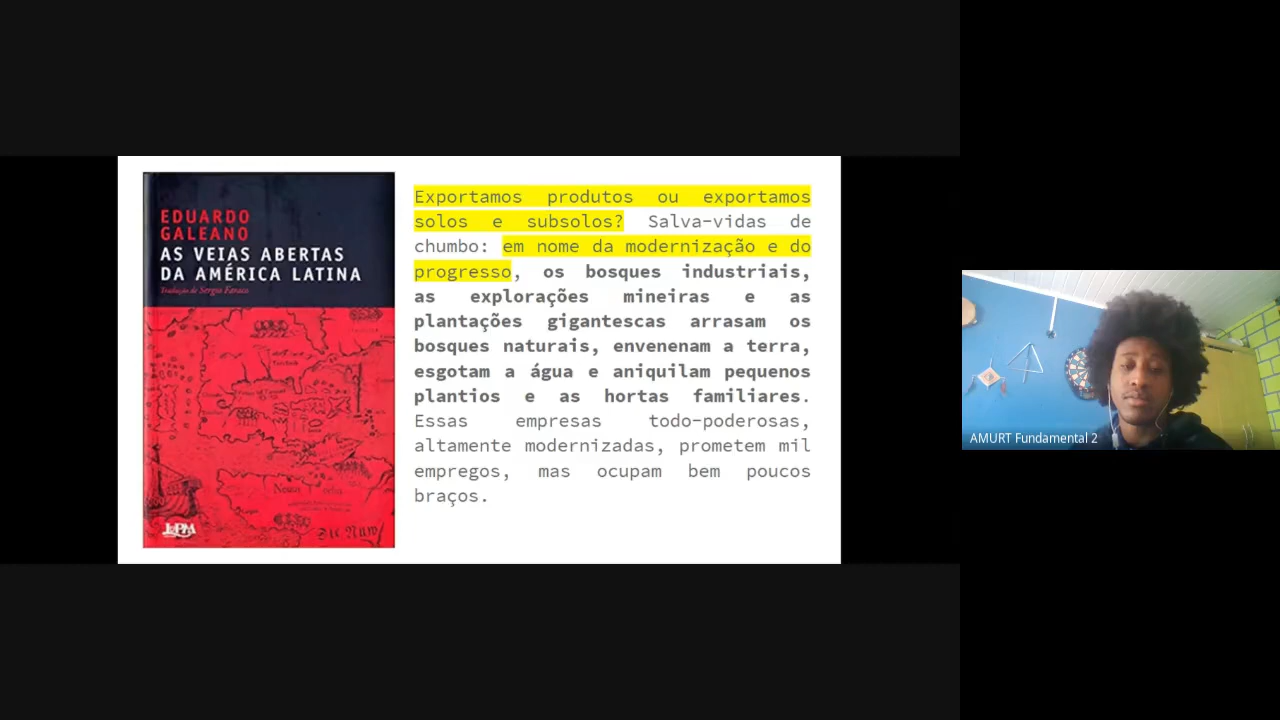 EDUARDO
GALEANO
AS VEIAS ABERTAS
DA AMÉRICA LATINA
Tradução de Sergio Faraco
L&PM
Exportamos produtos ou exportamos
solos e subsolos? Salva-vidas de
chumbo: em nome da modernização e do
progresso, os bosques industriais,
as explorações mineiras e as
plantações gigantescas arrasam os
bosques naturais, envenenam a terra,
esgotam a água e aniquilam pequenos
plantios e as hortas familiares.
Essas empresas todo-poderosas,
altamente modernizadas, prometem mil
empregos, mas ocupam bem poucos
braços.
AMURT Fundamental 2